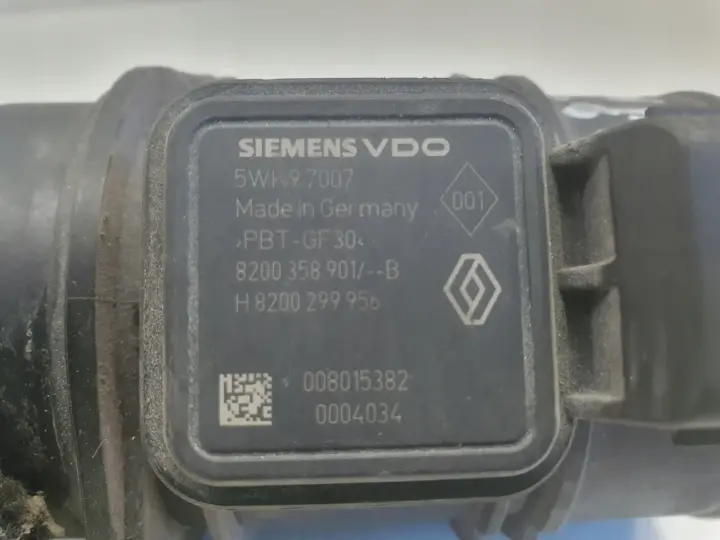 SIEMENS VDO
5WK9 7007
001
Made in Germany
>PBT-GF30<
8200 358 901/--B
H 8200 299 956
008015382
0004034